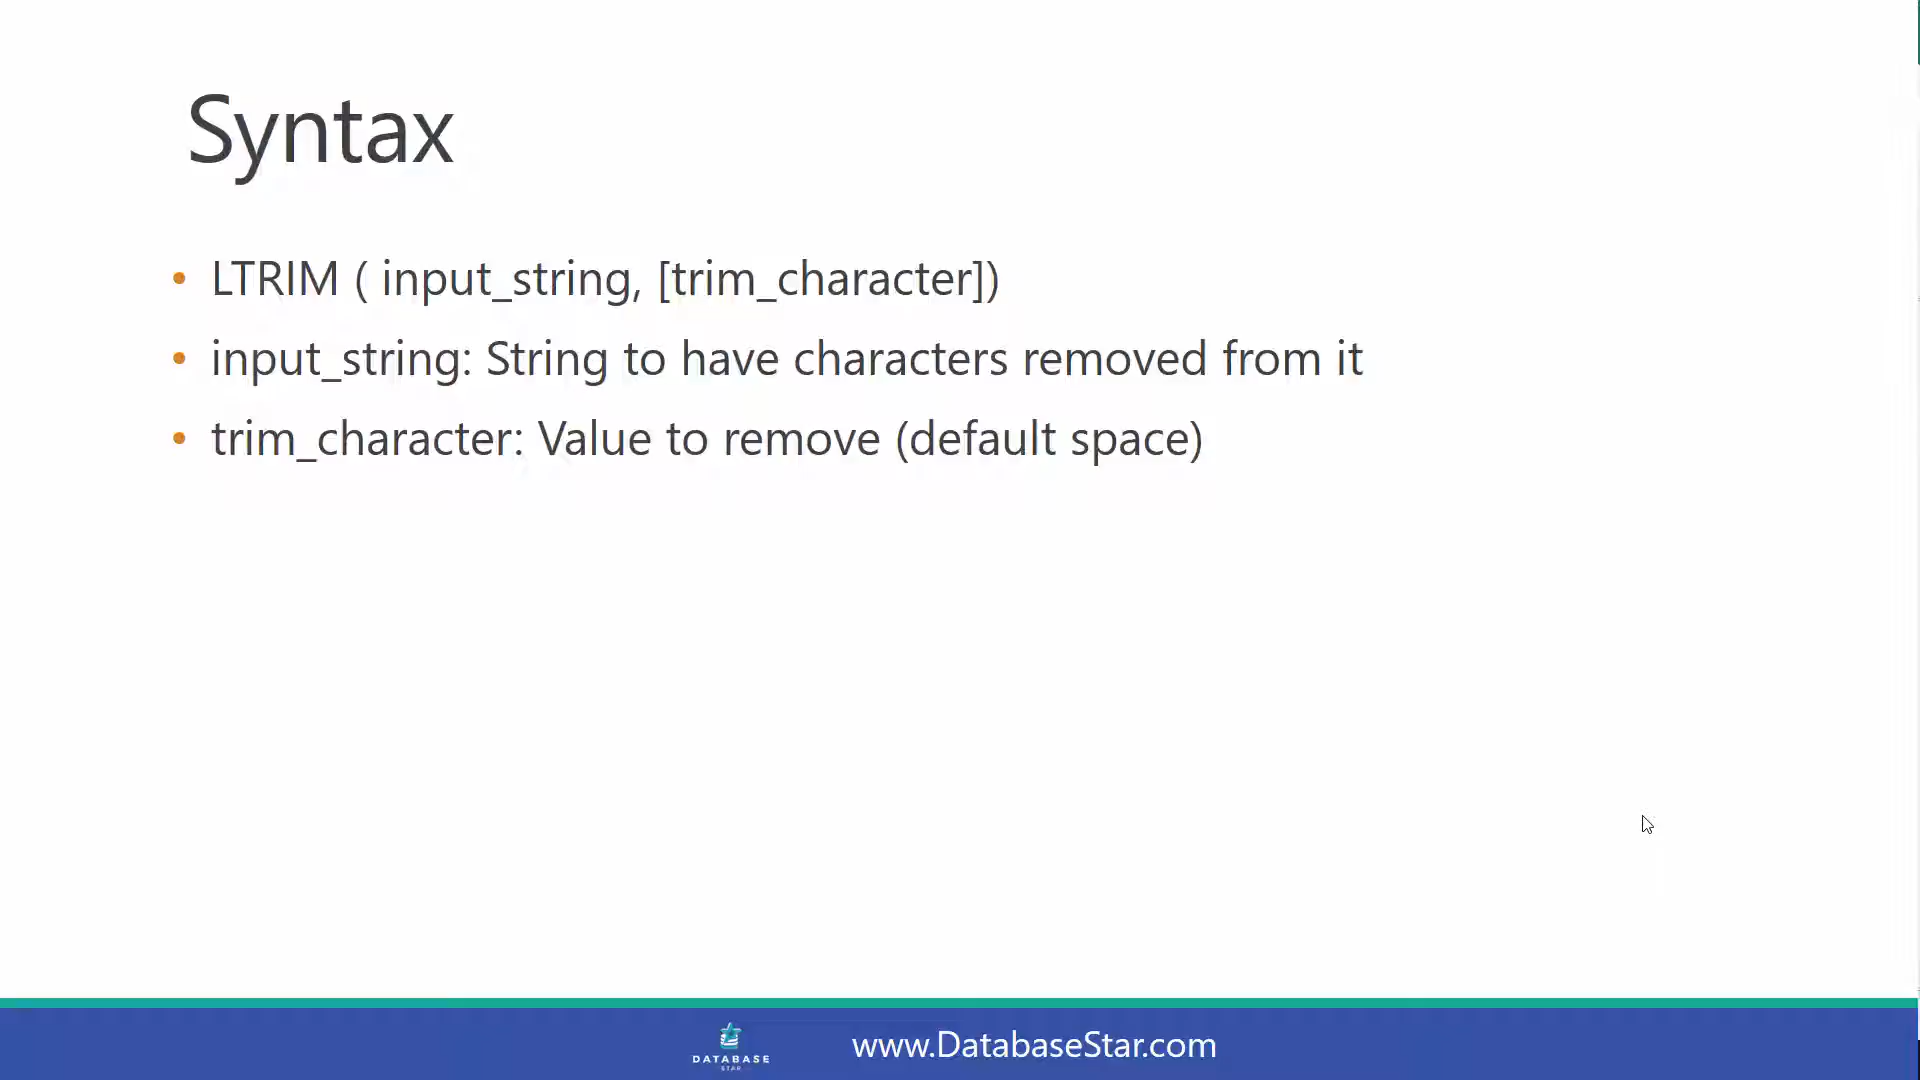 Syntax
• LTRIM ( input_string, [trim_character])
• input_string: String to have characters removed from it
• trim_character: Value to remove (default space)
DATABASE
STAR
www.DatabaseStar.com